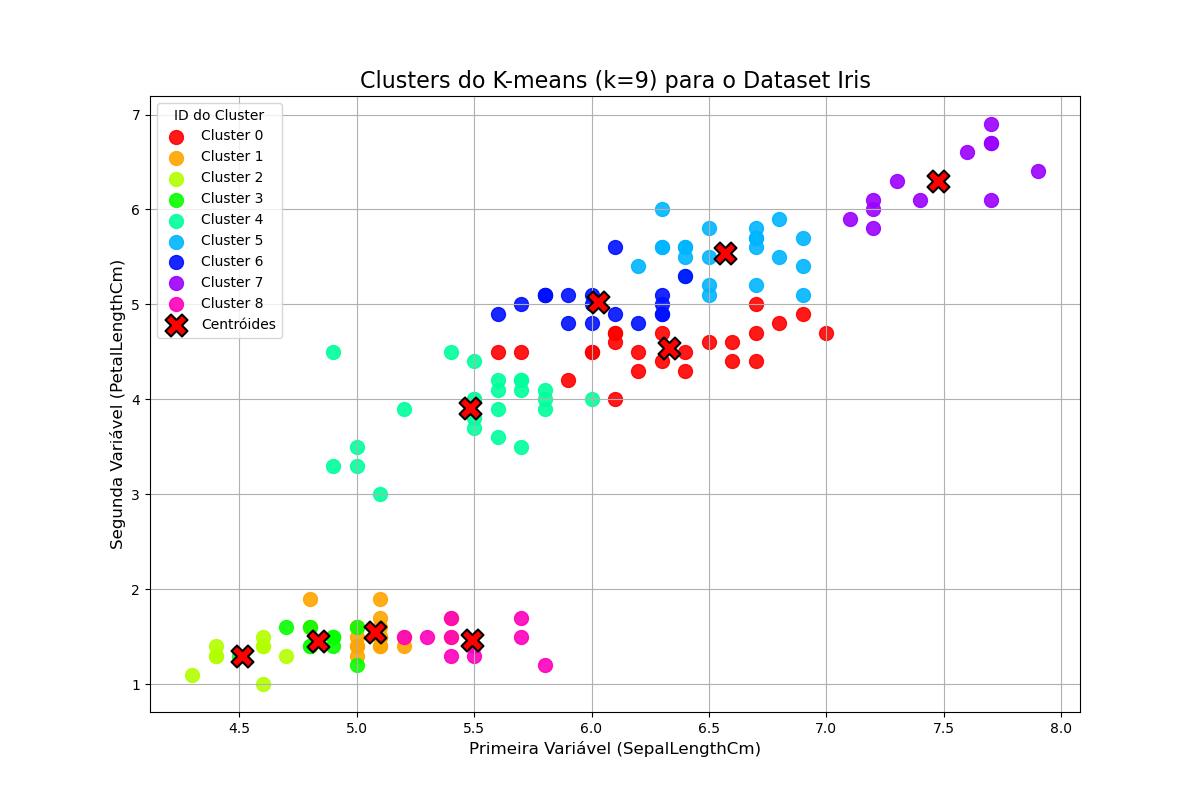 Clusters do K-means (k=9) para o Dataset Iris
ID do Cluster
Cluster 0
Cluster 1
Cluster 2
Cluster 3
Cluster 4
Cluster 5
Cluster 6
Cluster 7
Cluster 8
Centróides
Segunda Variável (PetalLengthCm)
7
6
5
4
3
2
1
4.5 5.0 5.5 6.0 6.5 7.0 7.5 8.0
Primeira Variável (SepalLengthCm)